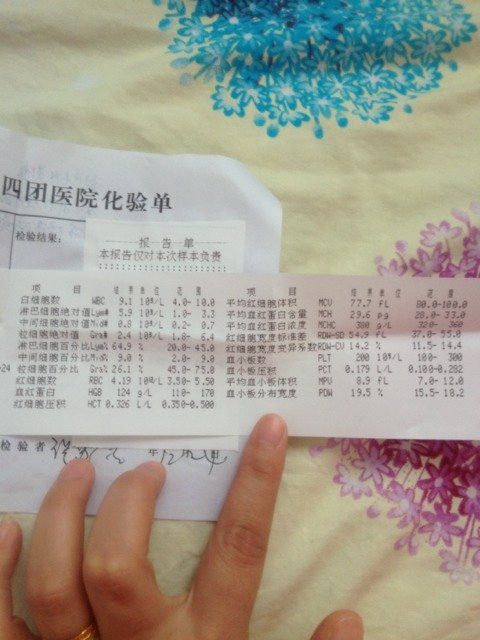 四团医院化验单
检验结果：
报告单
本报告仅对本次样本负责
项 目 结果 单位 范 围
白细胞数 WBC 9.1 10⁹/L 4.0- 10.0
淋巴细胞绝对值 Lym# 5.9 10⁹/L 1.0- 3.3
中间细胞绝对值 Mid# 0.8 10⁹/L 0.2- 0.7
粒细胞绝对值 Gra# 2.4 10⁹/L 1.8- 6.4
淋巴细胞百分比 Lym% 64.9 % 20.0- 45.0
中间细胞百分比 Mid% 9.0 % 2.0- 9.0
粒细胞百分比 Gra% 26.1 % 45.0- 75.0
红细胞数 RBC 4.19 10¹²/L 3.50- 5.50
血红蛋白 HGB 124 g/L 110- 170
红细胞压积 HCT 0.326 L/L 0.350-0.500
项 目 结果 单位 范 围
平均红细胞体积 MCV 77.7 fL 80.0-100.0
平均血红蛋白含量 MCH 29.6 pg 28.0- 33.0
平均血红蛋白浓度 MCHC 380 g/L 320- 360
红细胞宽度标准差 RDW-SD 54.9 fL 37.0- 55.0
红细胞宽度变异系数 RDW-CV 14.2 % 11.5- 14.4
血小板数 PLT 200 10⁹/L 100- 300
血小板压积 PCT 0.179 L/L 0.100-0.282
平均血小板体积 MPV 8.9 fL 7.0- 12.0
血小板分布宽度 PDW 19.5 % 15.5- 18.2
检验者